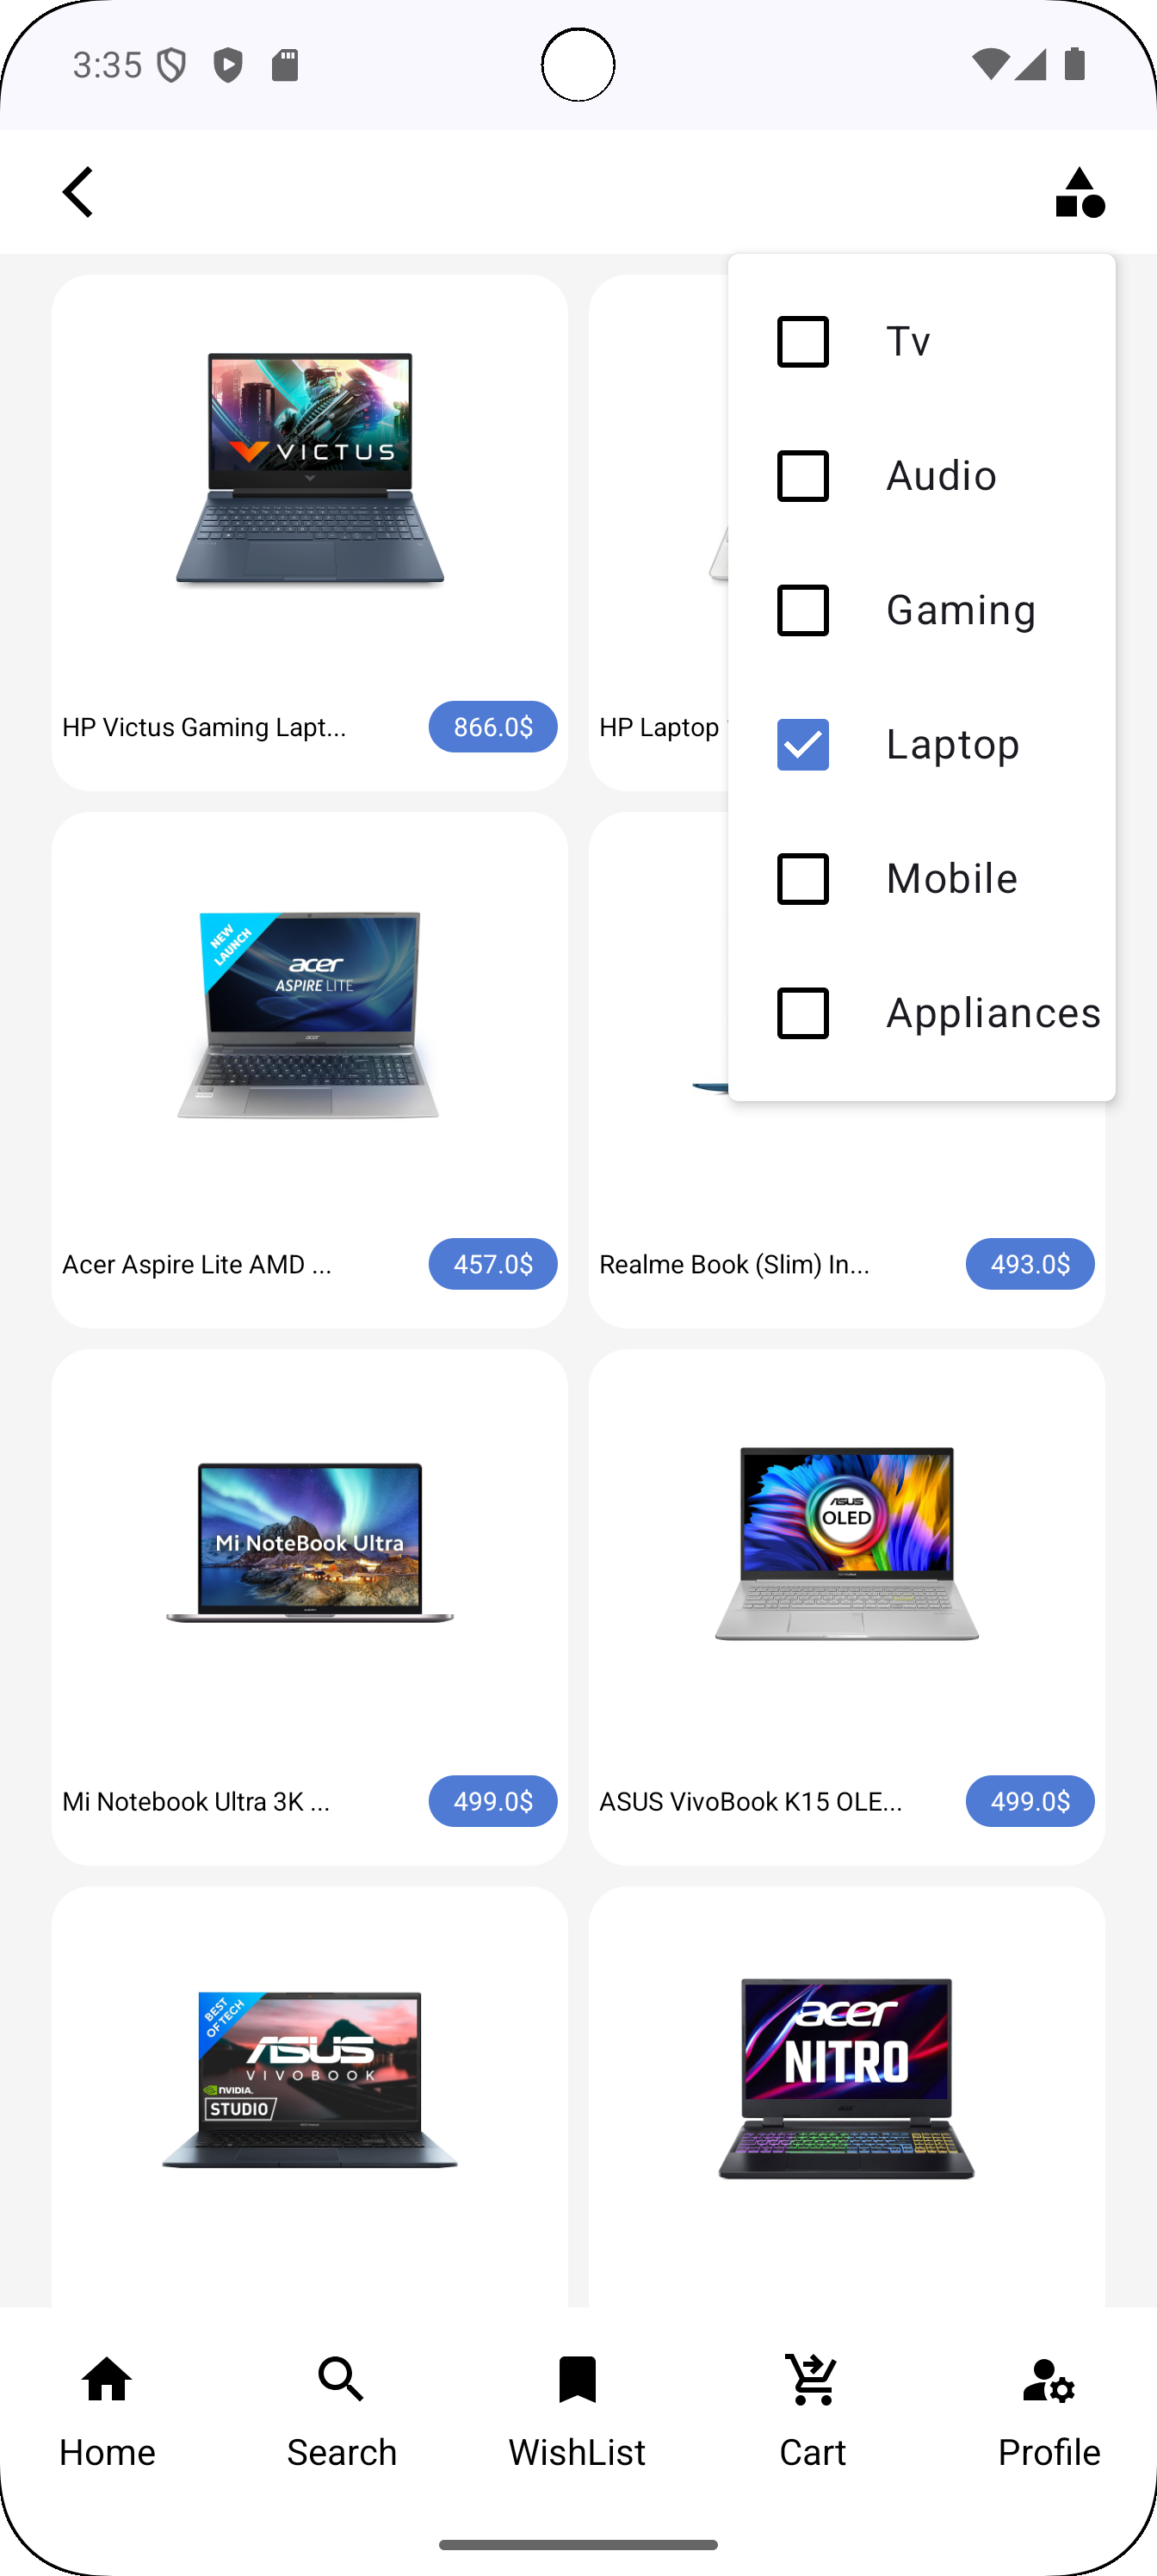 3:35
Tv
Audio
Gaming
Laptop
Mobile
Appliances
VICTUS
HP Victus Gaming Lapt...
866.0$
HP Laptop
NEW
LAUNCH
acer
ASPIRE LITE
acer
Acer Aspire Lite AMD ...
457.0$
Realme Book (Slim) In...
493.0$
Mi NoteBook Ultra
Mi Notebook Ultra 3K ...
499.0$
ASUS
OLED
ASUS VivoBook K15 OLE...
499.0$
BEST
OF TECH
ASUS
VIVOBOOK
NVIDIA.
STUDIO
acer
NITRO
Home
Search
WishList
Cart
Profile